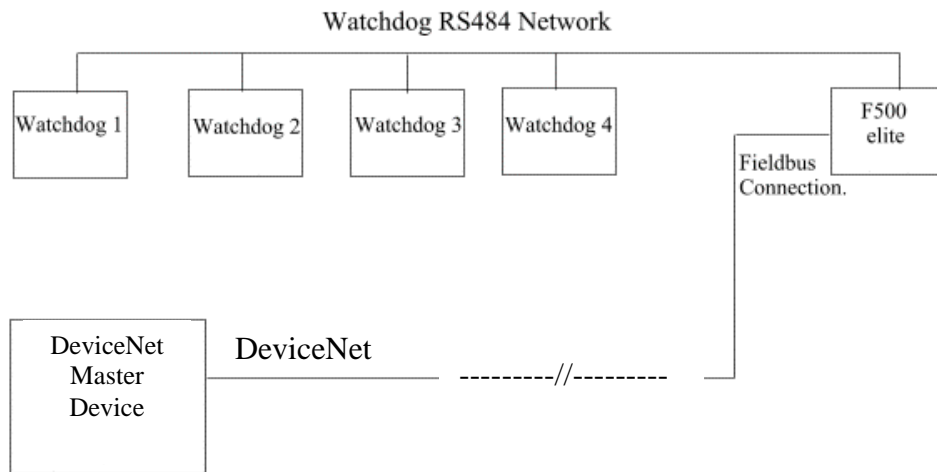 Watchdog RS484 Network
Watchdog 1
Watchdog 2
Watchdog 3
Watchdog 4
F500
elite
Fieldbus
Connection.
DeviceNet
Master
Device
DeviceNet
---------//---------